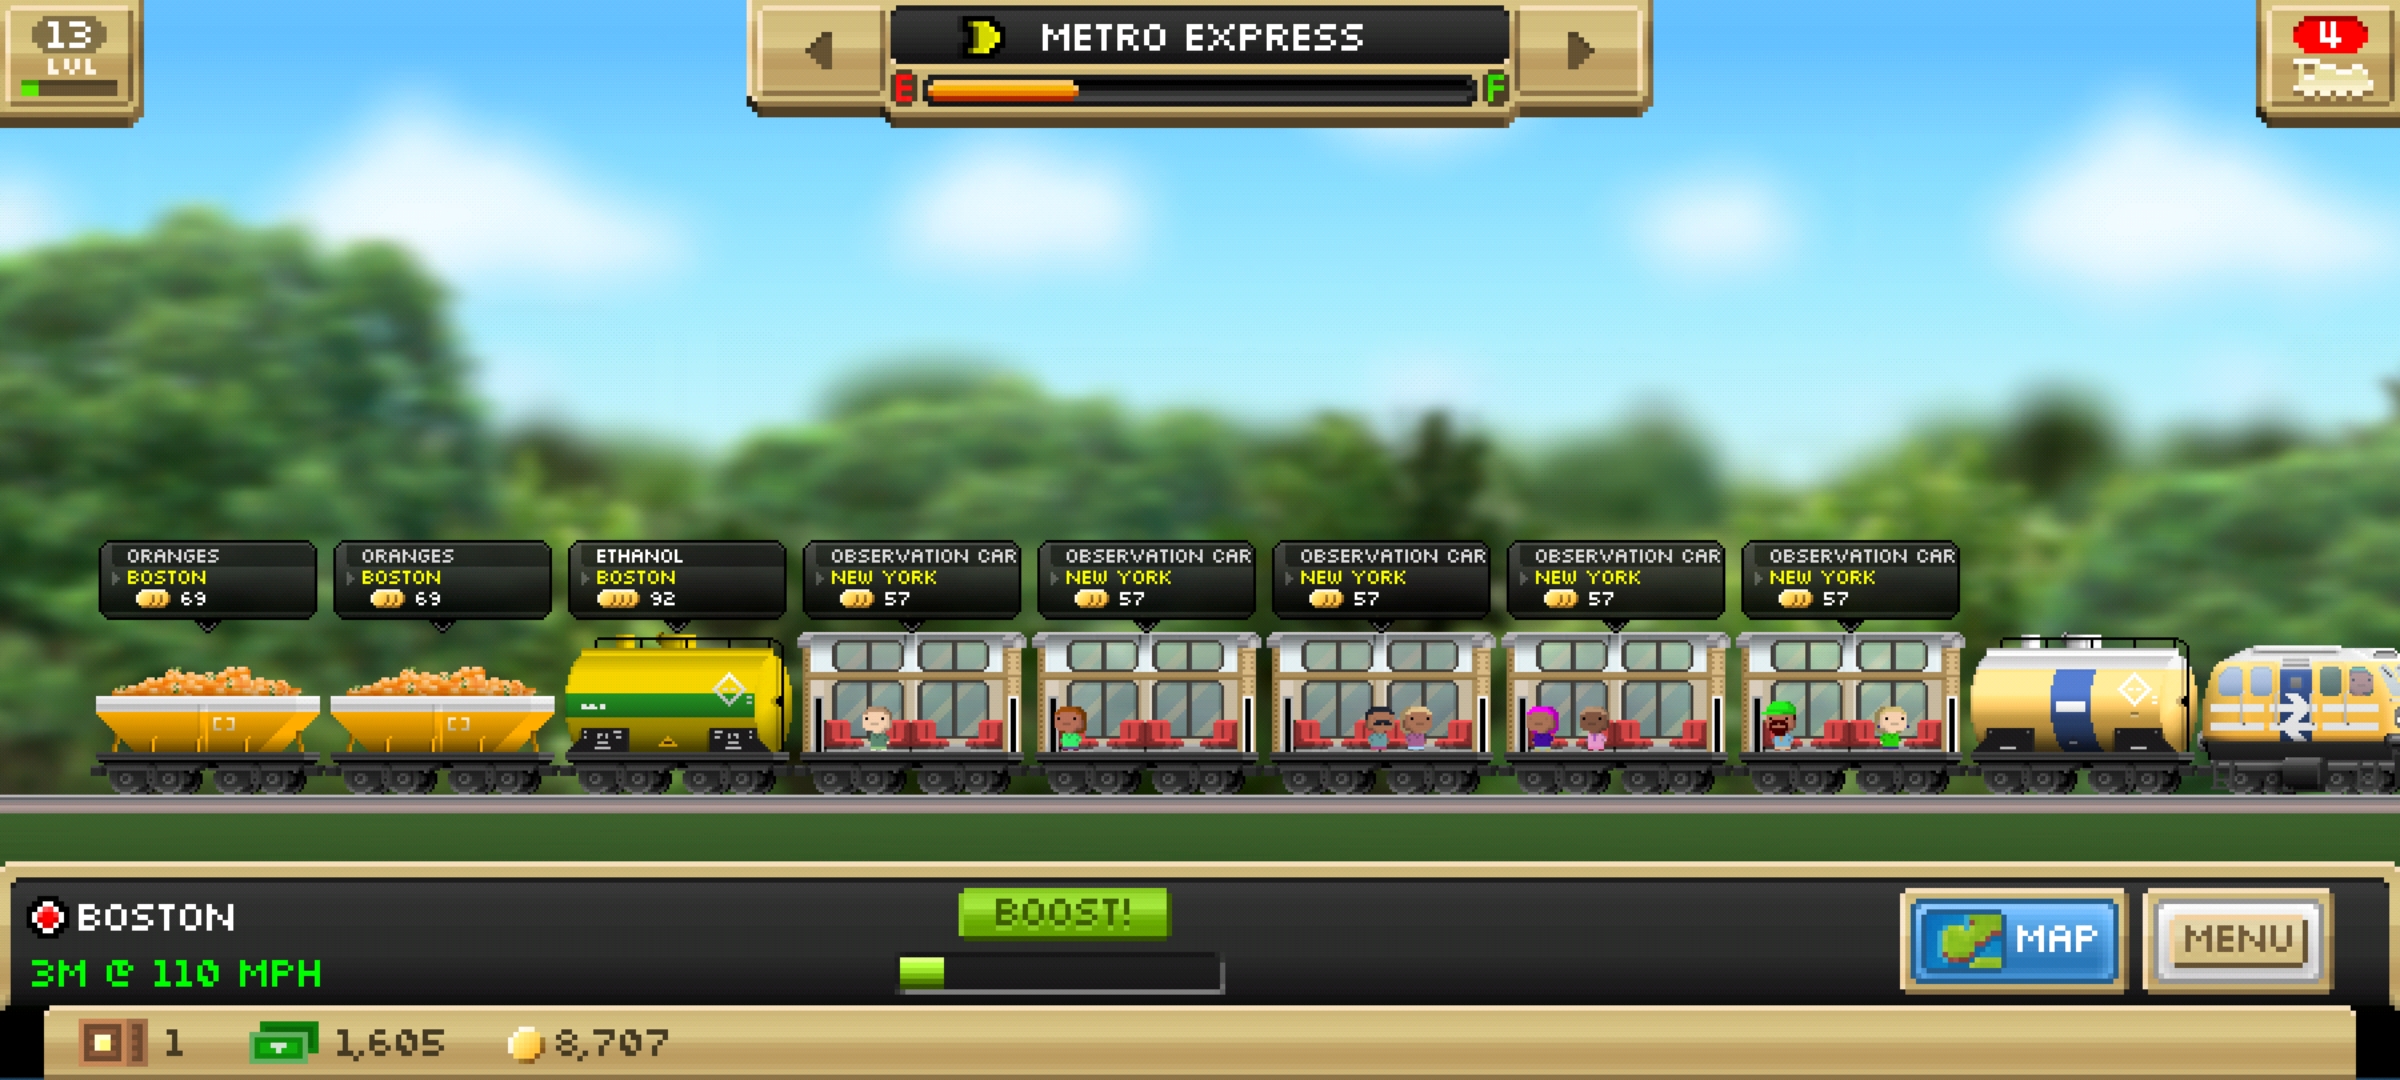 13
LVL
METRO EXPRESS
E F
4
ORANGES
BOSTON
69
ORANGES
BOSTON
69
ETHANOL
BOSTON
92
OBSERVATION CAR
NEW YORK
57
OBSERVATION CAR
NEW YORK
57
OBSERVATION CAR
NEW YORK
57
OBSERVATION CAR
NEW YORK
57
OBSERVATION CAR
NEW YORK
57
BOSTON
3M @ 110 MPH
BOOST!
MAP
MENU
1
1,605
8,707